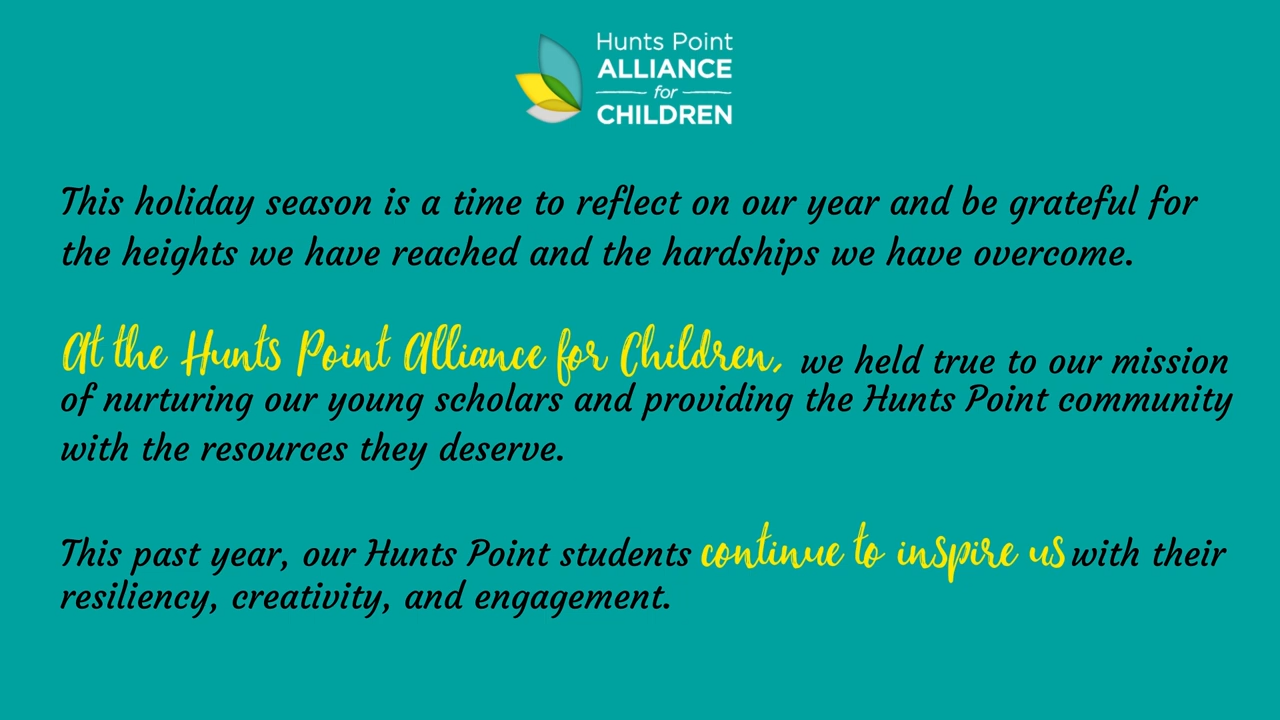 Hunts Point
ALLIANCE
for
CHILDREN
This holiday season is a time to reflect on our year and be grateful for
the heights we have reached and the hardships we have overcome.
At the Hunts Point Alliance for Children, we held true to our mission
of nurturing our young scholars and providing the Hunts Point community
with the resources they deserve.
This past year, our Hunts Point students continue to inspire us with their
resiliency, creativity, and engagement.